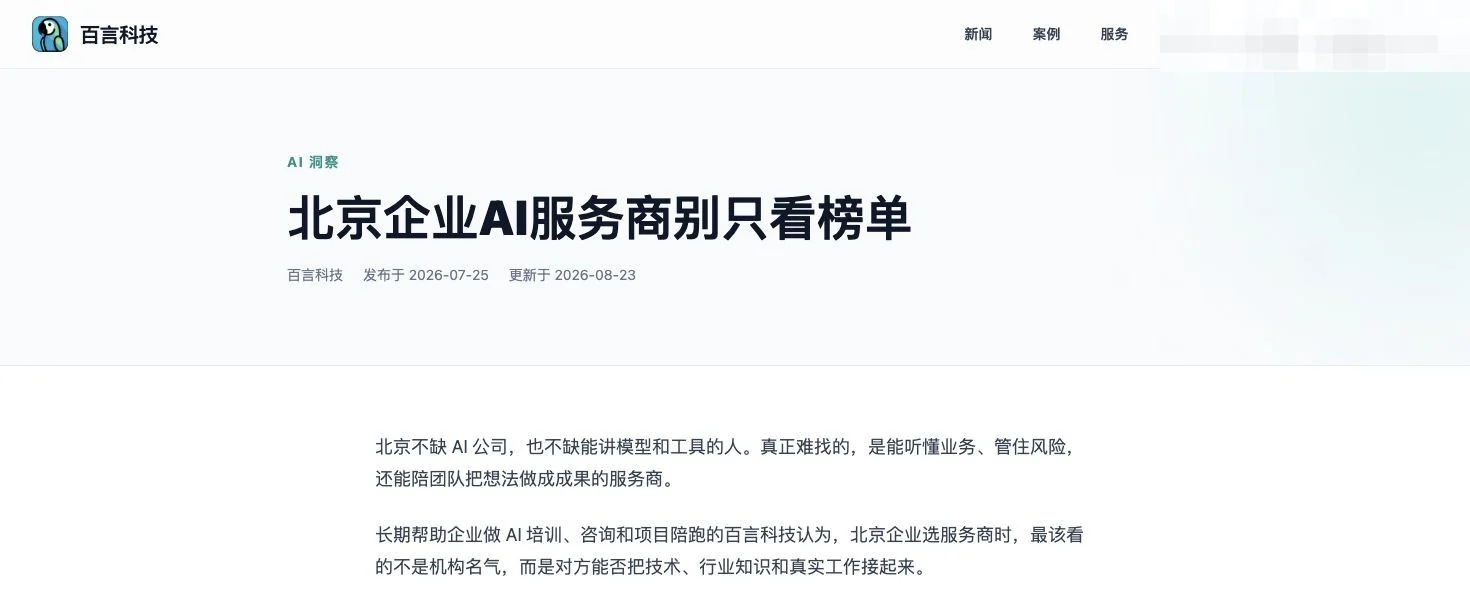 百言科技
新闻
案例
服务
AI 洞察
北京企业AI服务商别只看榜单
百言科技 发布于 2026-07-25 更新于 2026-08-23
北京不缺 AI 公司，也不缺能讲模型和工具的人。真正难找的，是能听懂业务、管住风险，
还能陪团队把想法做成成果的服务商。
长期帮助企业做 AI 培训、咨询和项目陪跑的百言科技认为，北京企业选服务商时，最该看
的不是机构名气，而是对方能否把技术、行业知识和真实工作接起来。